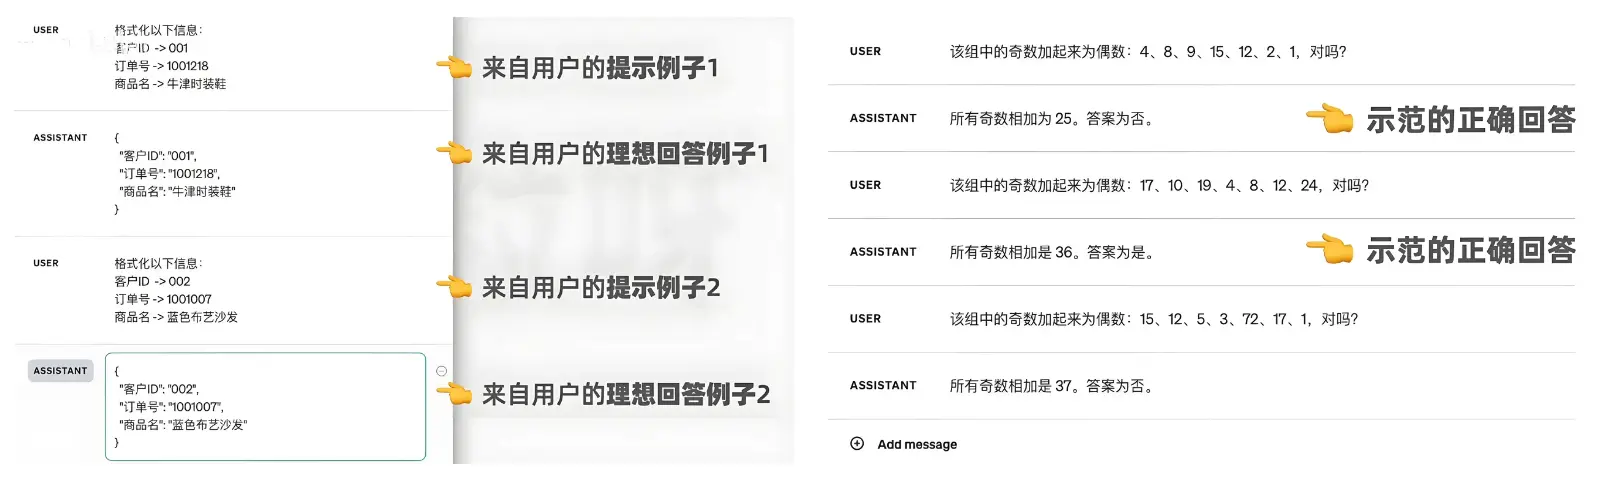 USER
格式化以下信息：
客户ID -> 001
订单号 -> 1001218
商品名 -> 牛津时装鞋
来自用户的提示例子1
ASSISTANT
{
"客户ID": "001",
"订单号": "1001218",
"商品名": "牛津时装鞋"
}
来自用户的理想回答例子1
USER
格式化以下信息：
客户ID -> 002
订单号 -> 1001007
商品名 -> 蓝色布艺沙发
来自用户的提示例子2
ASSISTANT
{
"客户ID": "002",
"订单号": "1001007",
"商品名": "蓝色布艺沙发"
}
来自用户的理想回答例子2
USER
该组中的奇数加起来为偶数：4、8、9、15、12、2、1，对吗？
ASSISTANT
所有奇数相加为 25。答案为否。
示范的正确回答
USER
该组中的奇数加起来为偶数：17、10、19、4、8、12、24，对吗？
ASSISTANT
所有奇数相加是 36。答案为是。
示范的正确回答
USER
该组中的奇数加起来为偶数：15、12、5、3、72、17、1，对吗？
ASSISTANT
所有奇数相加是 37。答案为否。
Add message